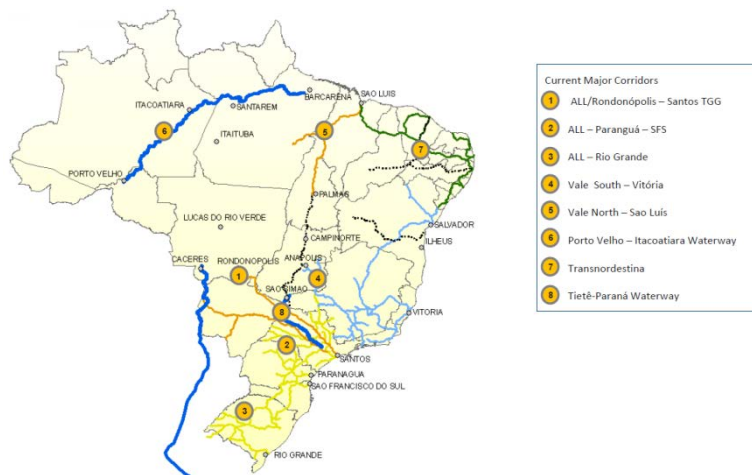 BARCARENA
SAO LUIS
ITACOATIARA
SANTAREM
ITAITUBA
6
5
7
PORTO VELHO
PALMAS
LUCAS DO RIO VERDE
SALVADOR
CAMPINORTE
ILHEUS
CACERES
RONDONOPOLIS
ANAPOLIS
1
4
SAO SIMAO
8
VITORIA
2
SANTOS
PARANAGUA
SAO FRANCISCO DO SUL
3
RIO GRANDE
Current Major Corridors
1 ALL/Rondonópolis – Santos TGG
2 ALL – Paranguá – SFS
3 ALL – Rio Grande
4 Vale South – Vitória
5 Vale North – Sao Luís
6 Porto Velho – Itacoatiara Waterway
7 Transnordestina
8 Tietê-Paraná Waterway